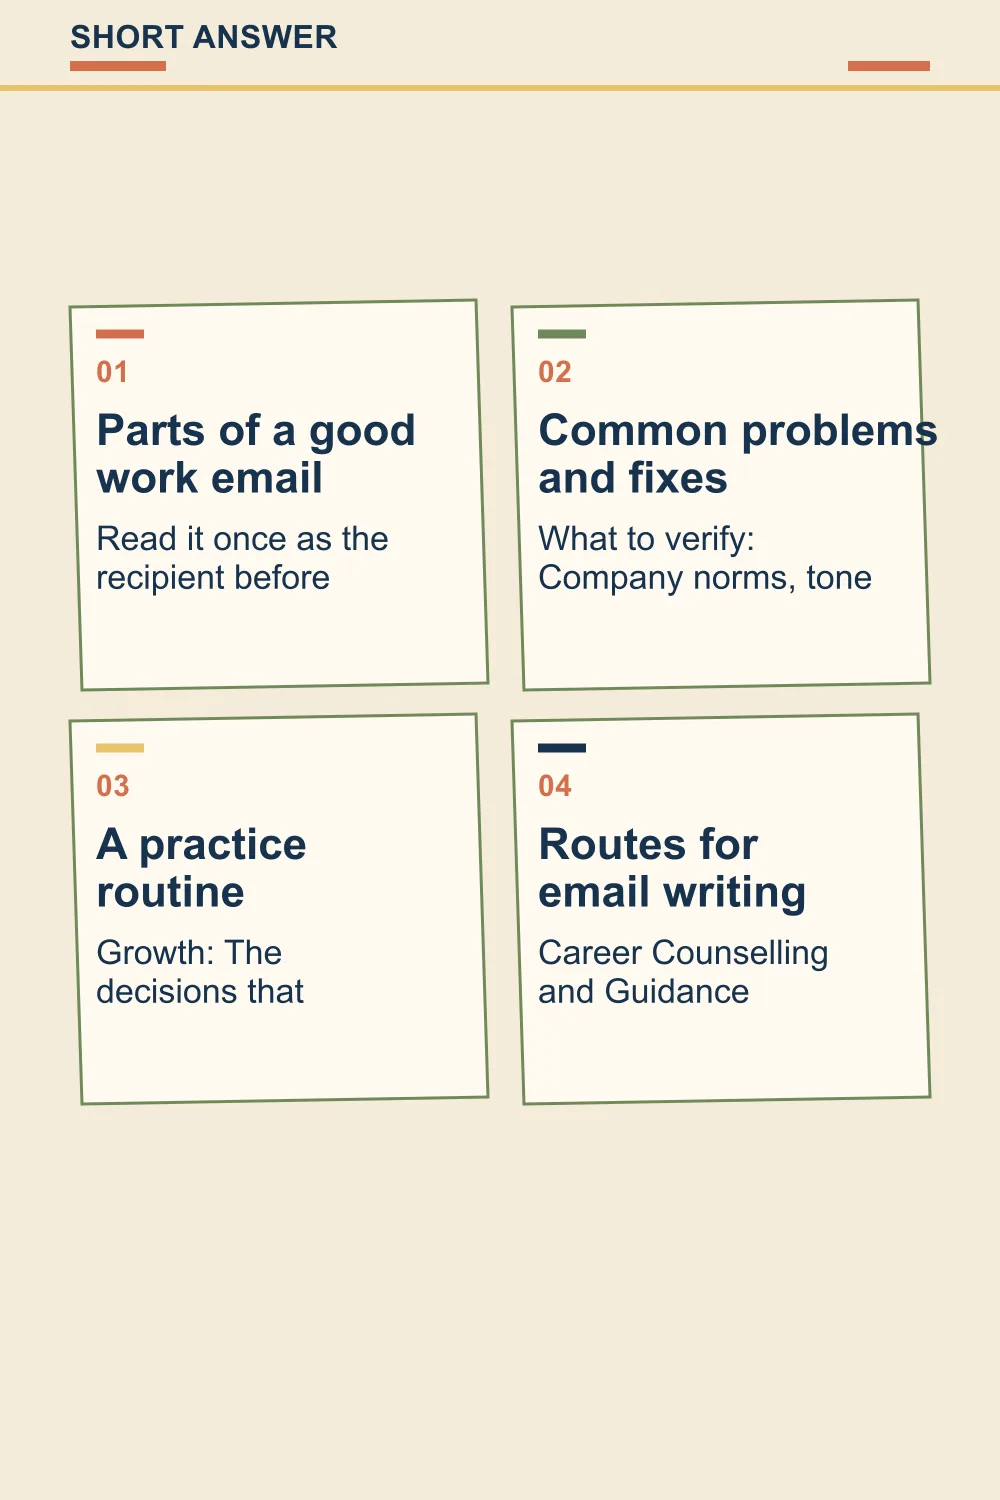 SHORT ANSWER
01
Parts of a good
work email
Read it once as the
recipient before
02
Common problems
and fixes
What to verify:
Company norms, tone
03
A practice
routine
Growth: The
decisions that
04
Routes for
email writing
Career Counselling
and Guidance